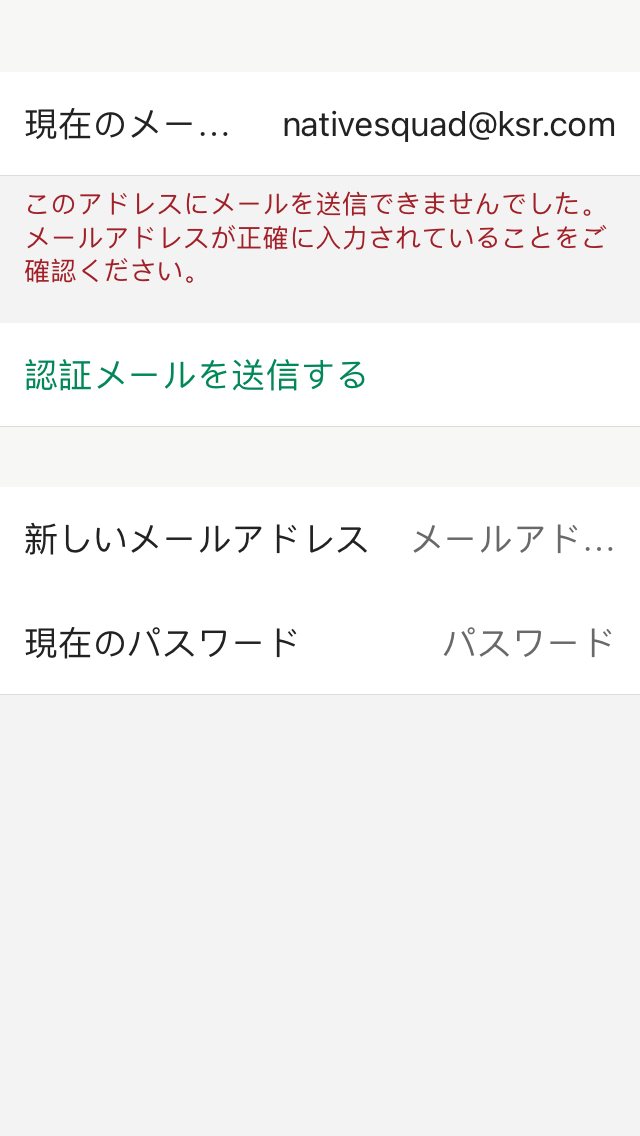 現在のメー… nativesquad@ksr.com
このアドレスにメールを送信できませんでした。
メールアドレスが正確に入力されていることをご
確認ください。
認証メールを送信する
新しいメールアドレス メールアド…
現在のパスワード パスワード